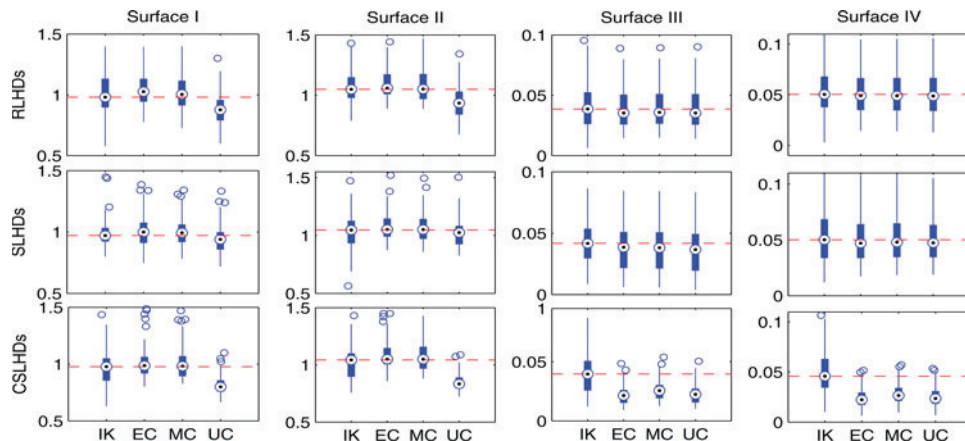 Surface I Surface II Surface III Surface IV
RLHDs
1.5 1.5 0.1 0.1
1 1 0.05 0.05
0.5 0.5 0 0
SLHDs
1.5 1.5 0.1 0.1
1 1 0.05 0.05
0.5 0.5 0 0
CSLHDs
1.5 1.5 0.1 0.1
1 1 0.05 0.05
0.5 0.5 0 0
IK EC MC UC IK EC MC UC IK EC MC UC IK EC MC UC